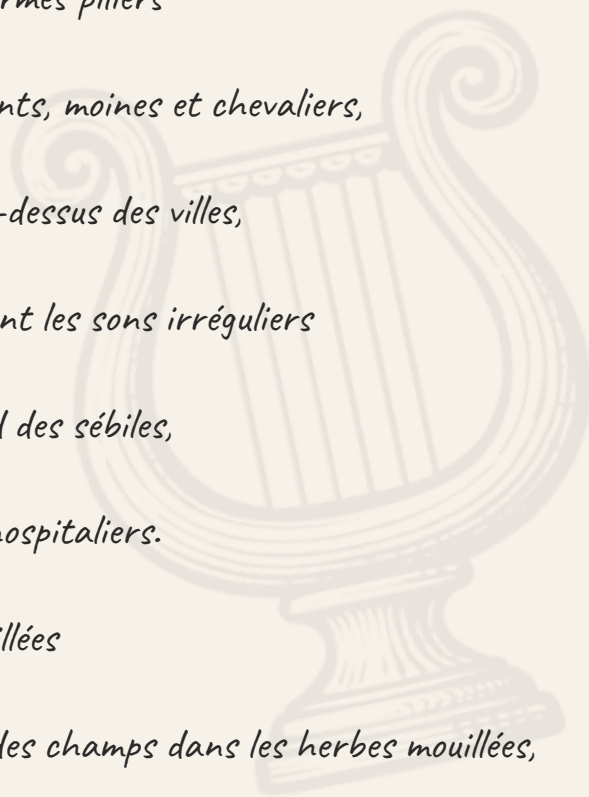 rmes piliers
nts, moines et chevaliers,
-dessus des villes,
nt les sons irréguliers
des sébiles,
hospitaliers.
illées
des champs dans les herbes mouillées,